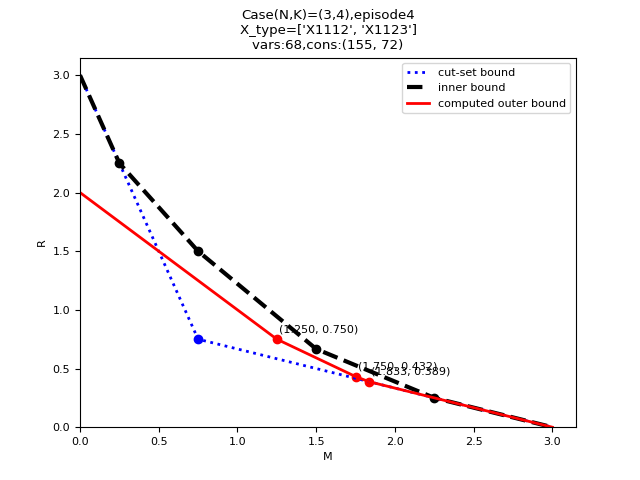 Case(N,K)=(3,4),episode4
X_type=['X1112', 'X1123']
vars:68,cons:(155, 72)
cut-set bound
inner bound
computed outer bound
3.0
2.5
2.0
1.5
1.0
0.5
0.0
R
(1.250, 0.750)
(1.750, 0.432)
(1.833, 0.389)
0.0 0.5 1.0 1.5 2.0 2.5 3.0
M